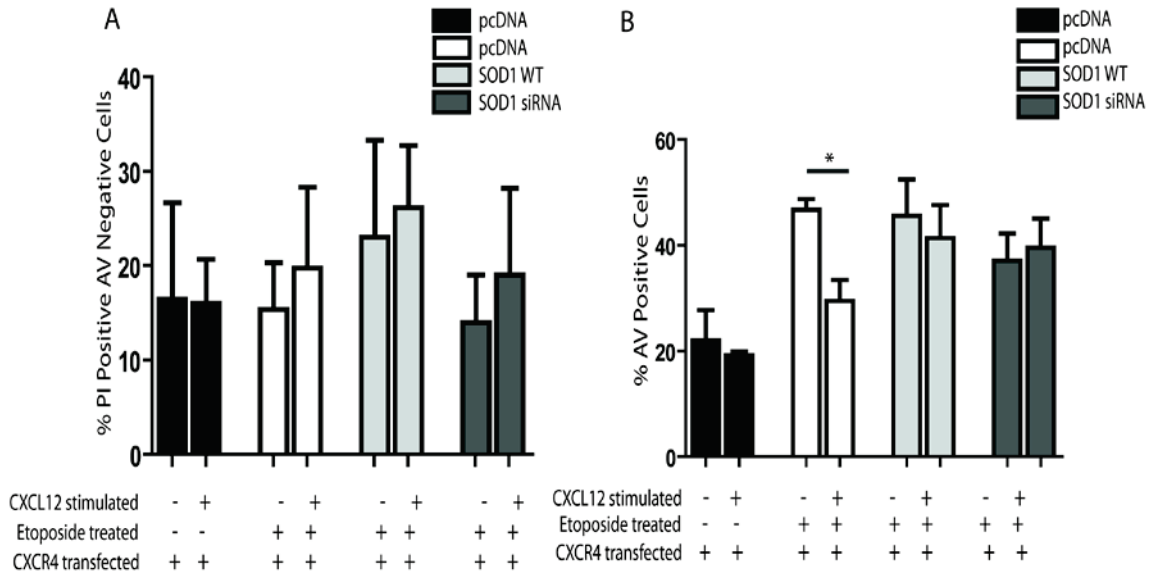 A
pcDNA
pcDNA
SOD1 WT
SOD1 siRNA
% PI Positive AV Negative Cells
40
30
20
10
0
CXCL12 stimulated - + - + - + - +
Etoposide treated - - + + + + + +
CXCR4 transfected + + + + + + + +
B
pcDNA
pcDNA
SOD1 WT
SOD1 siRNA
% AV Positive Cells
60
40
20
0
*
CXCL12 stimulated - + - + - + - +
Etoposide treated - - + + + + + +
CXCR4 transfected + + + + + + + +